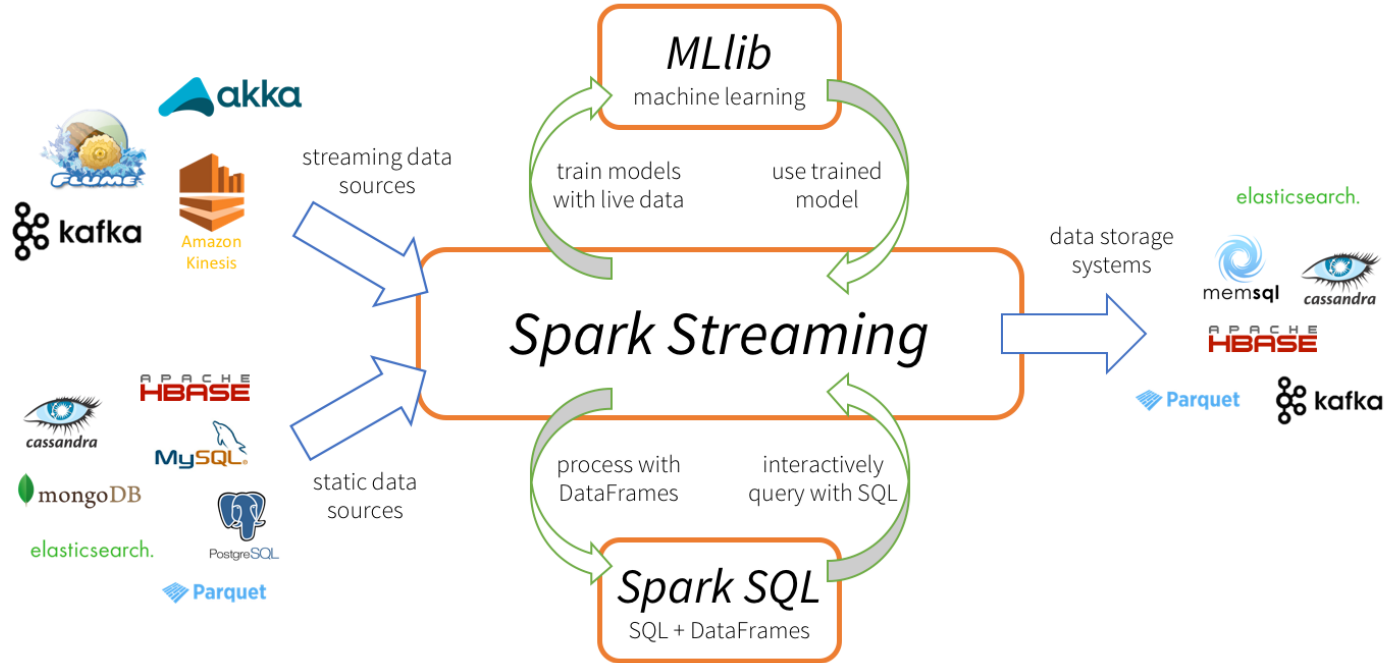 MLlib
machine learning
akka
FLUME
streaming data
sources
kafka
Amazon
Kinesis
train models
with live data
use trained
model
Spark Streaming
data storage
systems
elasticsearch.
memsql
cassandra
APACHE
HBASE
Parquet
kafka
APACHE
HBASE
cassandra
MySQL®
mongoDB
PostgreSQL
elasticsearch.
Parquet
static data
sources
process with
DataFrames
interactively
query with SQL
Spark SQL
SQL + DataFrames